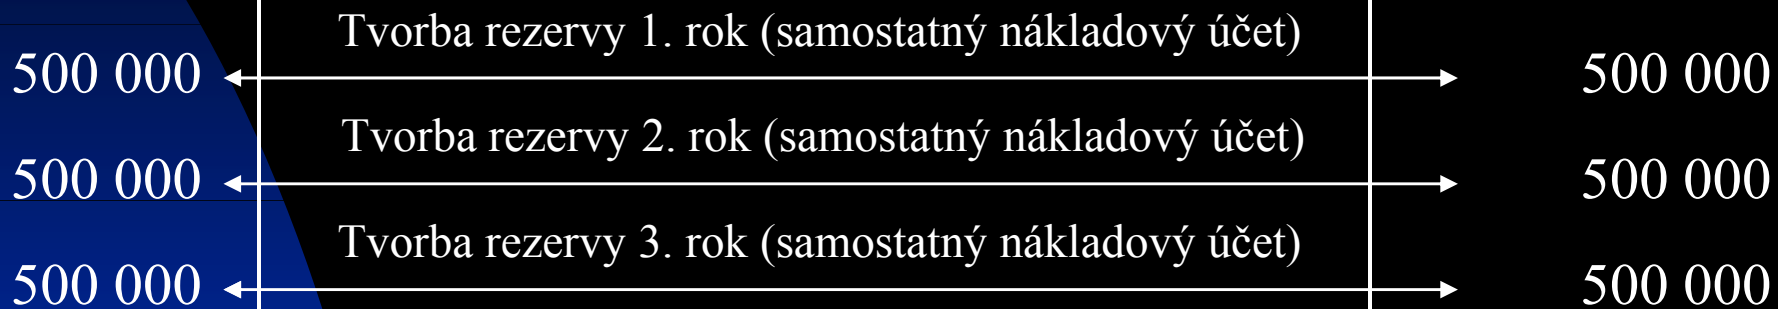 Tvorba rezervy 1. rok (samostatný nákladový účet)
500 000 500 000
Tvorba rezervy 2. rok (samostatný nákladový účet)
500 000 500 000
Tvorba rezervy 3. rok (samostatný nákladový účet)
500 000 500 000